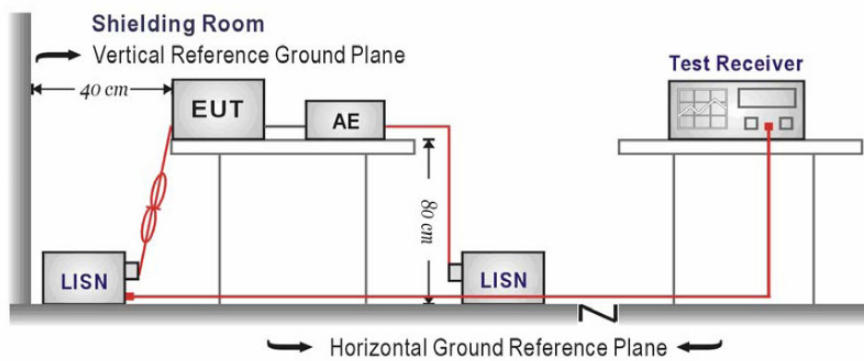 Shielding Room
Vertical Reference Ground Plane
Test Receiver
40 cm
EUT
AE
80 cm
LISN
LISN
Horizontal Ground Reference Plane